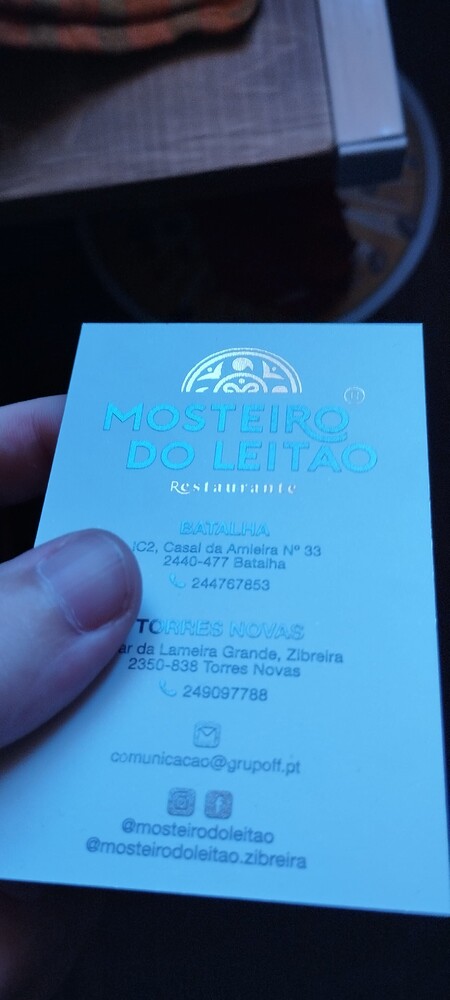 MOSTEIRO
DO LEITÃO
Restaurante
BATALHA
IC2, Casal da Amieira Nº 33
2440-477 Batalha
244767853
TORRES NOVAS
da Lameira Grande, Zibreira
2350-838 Torres Novas
249097788
comunicacao@grupoff.pt
@mosteirodoleitao
@mosteirodoleitao.zibreira